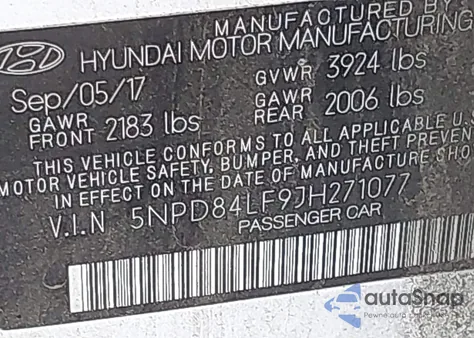 MANUFACTURED BY
HYUNDAI MOTOR MANUFACTURING
Sep/05/17 GVWR 3924 lbs
GAWR FRONT 2183 lbs GAWR REAR 2006 lbs
THIS VEHICLE CONFORMS TO ALL APPLICABLE U.
MOTOR VEHICLE SAFETY, BUMPER, AND THEFT PREVEN
IN EFFECT ON THE DATE OF MANUFACTURE SHO
V.I.N 5NPD84LF9JH271077
PASSENGER CAR
autoSnap